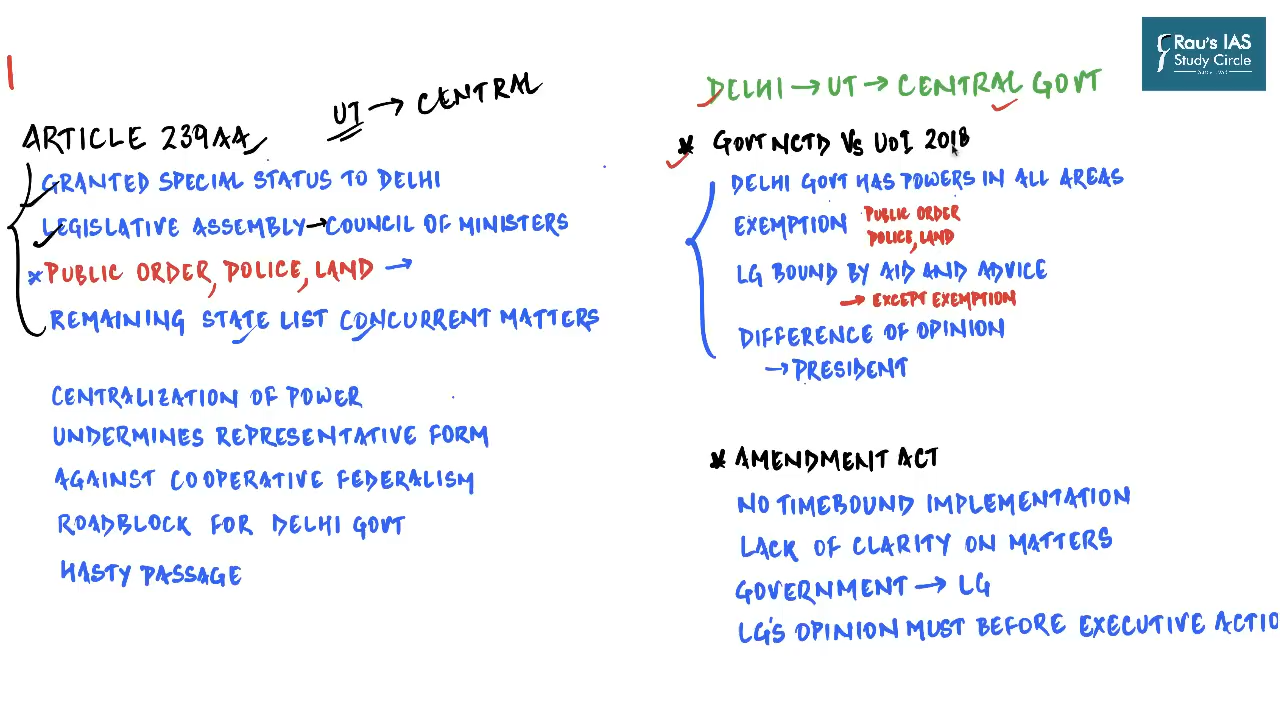 UT → CENTRAL
ARTICLE 239AA
GRANTED SPECIAL STATUS TO DELHI
LEGISLATIVE ASSEMBLY → COUNCIL OF MINISTERS
* PUBLIC ORDER, POLICE, LAND →
REMAINING STATE LIST CONCURRENT MATTERS
CENTRALIZATION OF POWER
UNDERMINES REPRESENTATIVE FORM
AGAINST COOPERATIVE FEDERALISM
ROADBLOCK FOR DELHI GOVT
HASTY PASSAGE
Rau's IAS
Study Circle
DELHI → UT → CENTRAL GOVT
* GOVT NCTD Vs UOI 2018
DELHI GOVT HAS POWERS IN ALL AREAS
EXEMPTION PUBLIC ORDER
POLICE, LAND
LG BOUND BY AID AND ADVICE
→ EXCEPT EXEMPTION
DIFFERENCE OF OPINION
→ PRESIDENT
* AMENDMENT ACT
NO TIMEBOUND IMPLEMENTATION
LACK OF CLARITY ON MATTERS
GOVERNMENT → LG
LG'S OPINION MUST BEFORE EXECUTIVE ACTIO